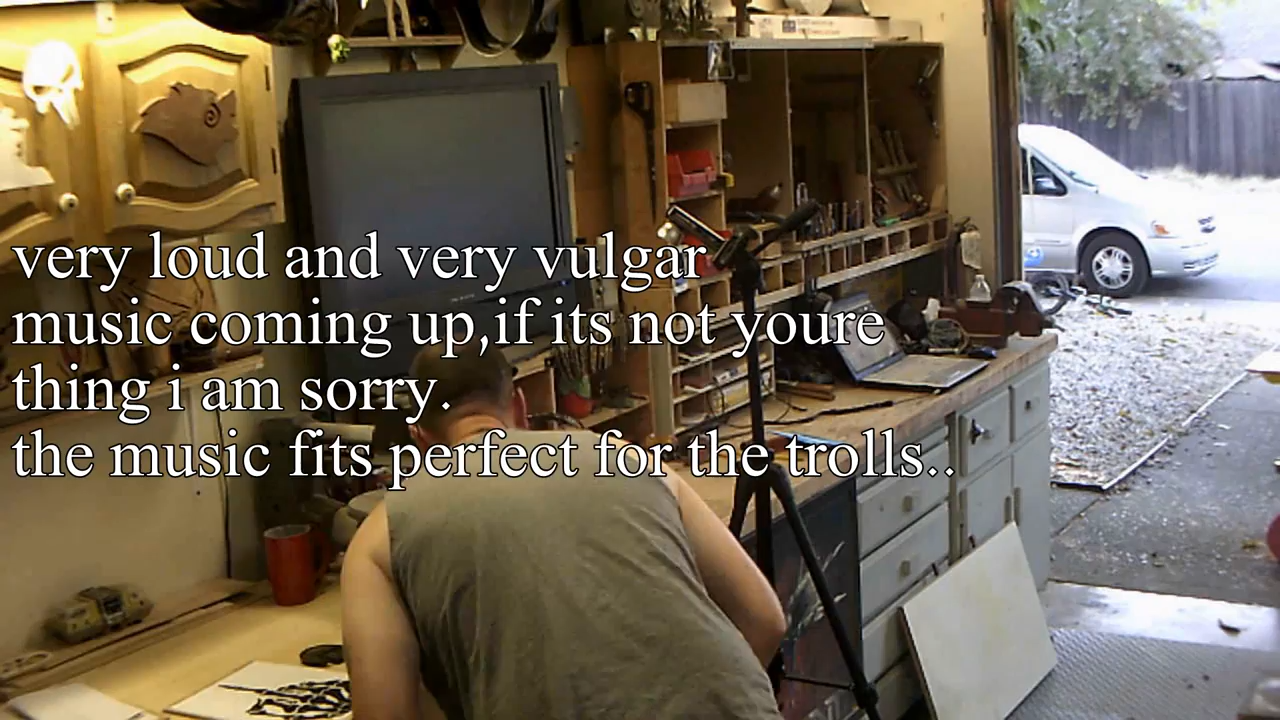 very loud and very vulgar
music coming up,if its not youre
thing i am sorry.
the music fits perfect for the trolls..